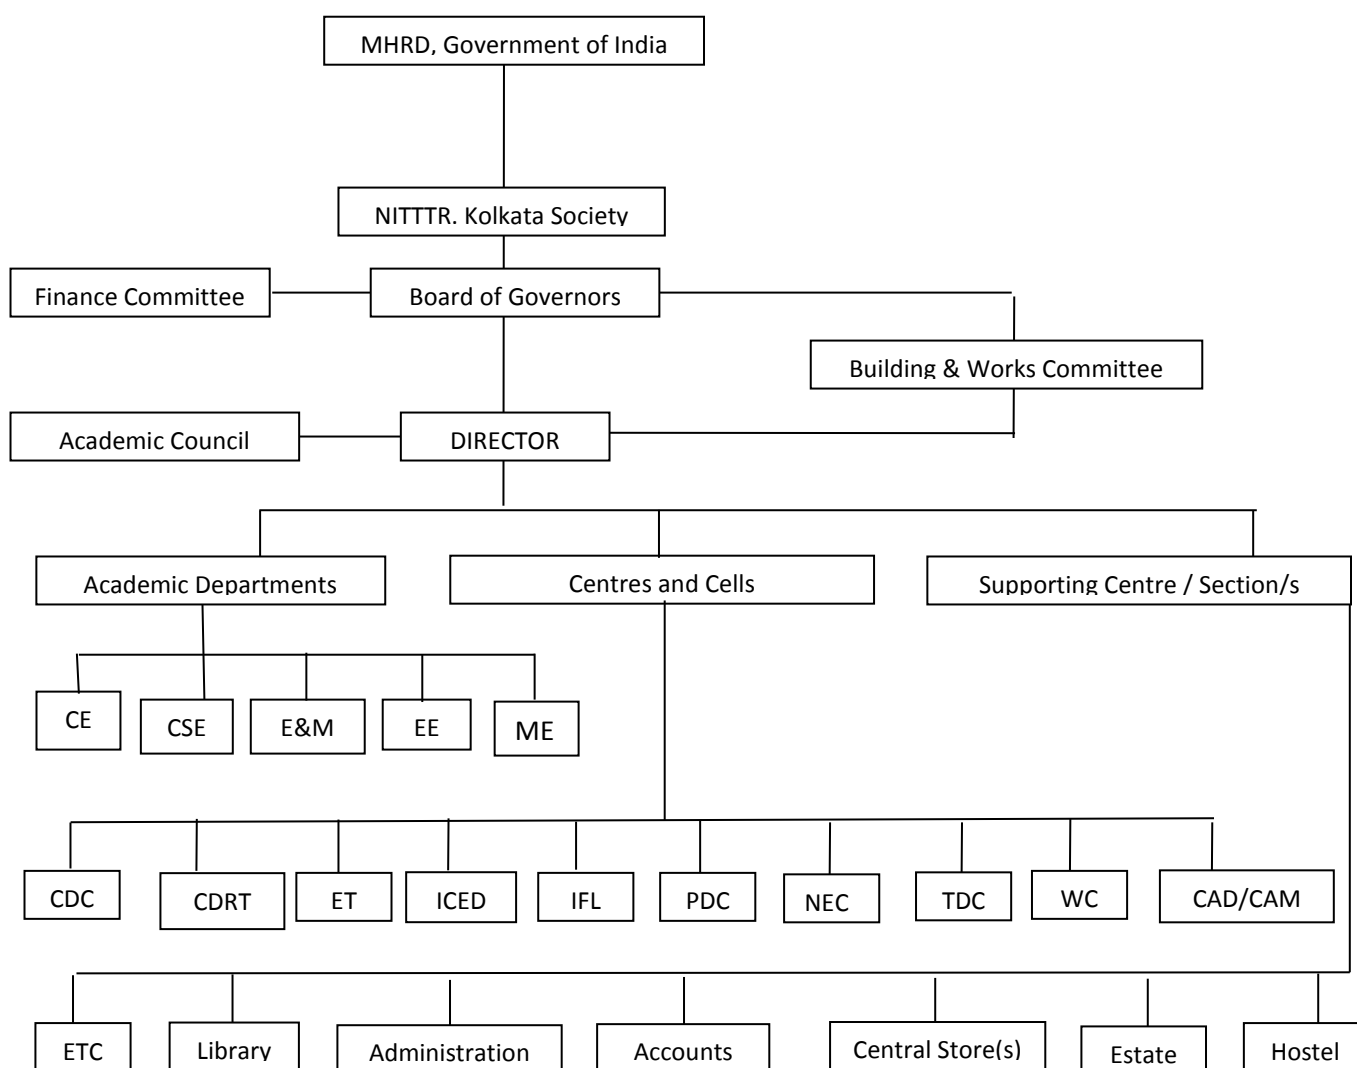 MHRD, Government of India
NITTTR. Kolkata Society
Finance Committee
Board of Governors
Building & Works Committee
Academic Council
DIRECTOR
Academic Departments
Centres and Cells
Supporting Centre / Section/s
CE
CSE
E&M
EE
ME
CDC
CDRT
ET
ICED
IFL
PDC
NEC
TDC
WC
CAD/CAM
ETC
Library
Administration
Accounts
Central Store(s)
Estate
Hostel